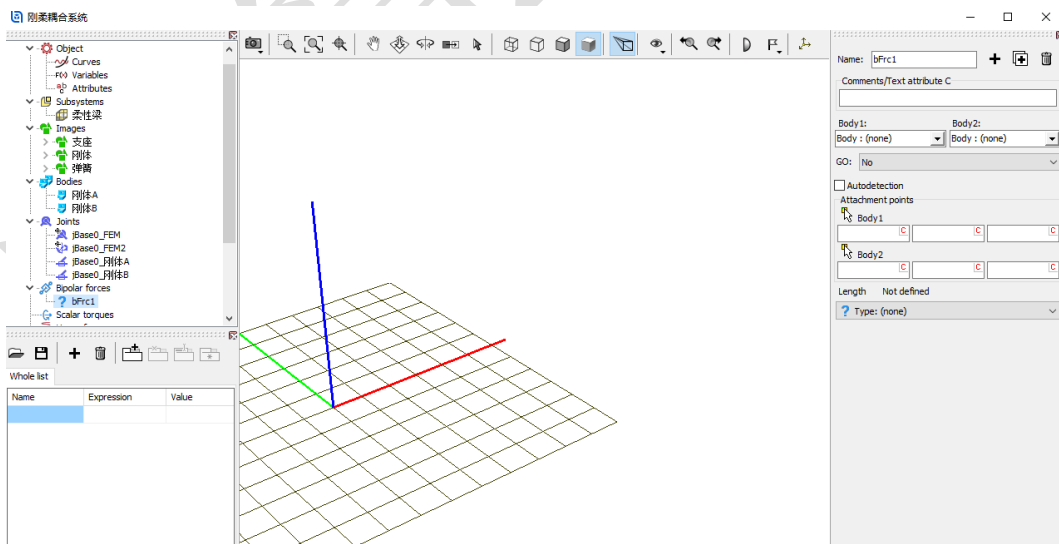 刚柔耦合系统
Object
Curves
F(x) Variables
Attributes
Subsystems
柔性梁
Images
支座
刚体
弹簧
Bodies
刚体A
刚体B
Joints
jBase0_FEM
jBase0_FEM2
jBase0_刚体A
jBase0_刚体B
Bipolar forces
? bFrc1
Scalar torques
Whole list
Name Expression Value
Name: bFrc1
Comments/Text attribute C
Body1: Body2:
Body : (none) Body : (none)
GO: No
Autodetection
Attachment points
Body1
C C C
Body2
C C C
Length Not defined
? Type: (none)